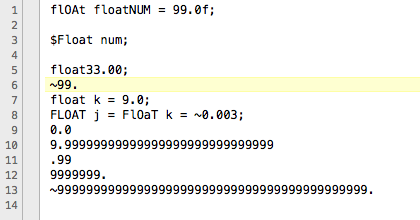 1 flOAt floatNUM = 99.0f;
2
3 $Float num;
4
5 float33.00;
6 ~99.
7 float k = 9.0;
8 FLOAT j = FlOaT k = ~0.003;
9 0.0
10 9.99999999999999999999999999999
11 .99
12 9999999.
13 ~9999999999999999999999999999999999999999999.
14